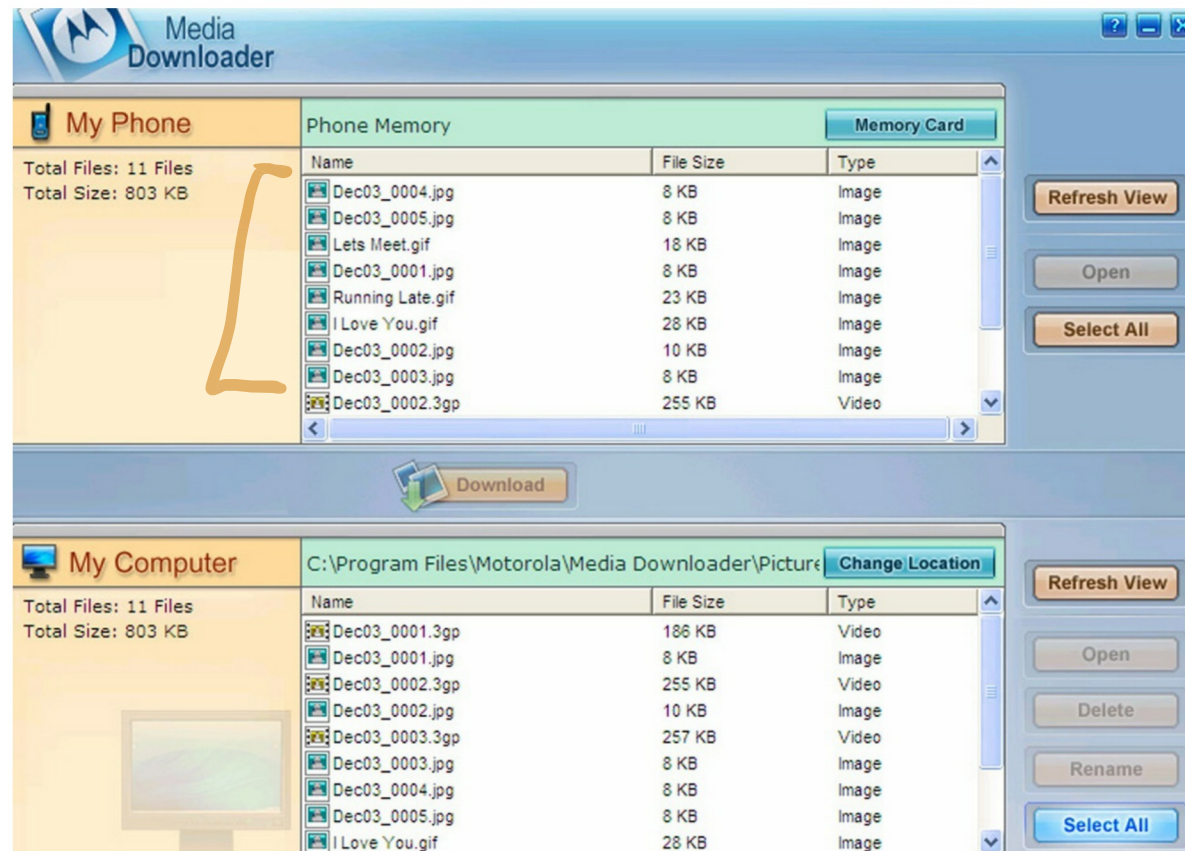 Media
Downloader
?
My Phone
Phone Memory
Memory Card
Total Files: 11 Files
Total Size: 803 KB
Name File Size Type
Dec03_0004.jpg 8 KB Image
Dec03_0005.jpg 8 KB Image
Lets Meet.gif 18 KB Image
Dec03_0001.jpg 8 KB Image
Running Late.gif 23 KB Image
I Love You.gif 28 KB Image
Dec03_0002.jpg 10 KB Image
Dec03_0003.jpg 8 KB Image
Dec03_0002.3gp 255 KB Video
Refresh View
Open
Select All
Download
My Computer
C:\Program Files\Motorola\Media Downloader\Picture
Change Location
Total Files: 11 Files
Total Size: 803 KB
Name File Size Type
Dec03_0001.3gp 186 KB Video
Dec03_0001.jpg 8 KB Image
Dec03_0002.3gp 255 KB Video
Dec03_0002.jpg 10 KB Image
Dec03_0003.3gp 257 KB Video
Dec03_0003.jpg 8 KB Image
Dec03_0004.jpg 8 KB Image
Dec03_0005.jpg 8 KB Image
I Love You.gif 28 KB Image
Refresh View
Open
Delete
Rename
Select All